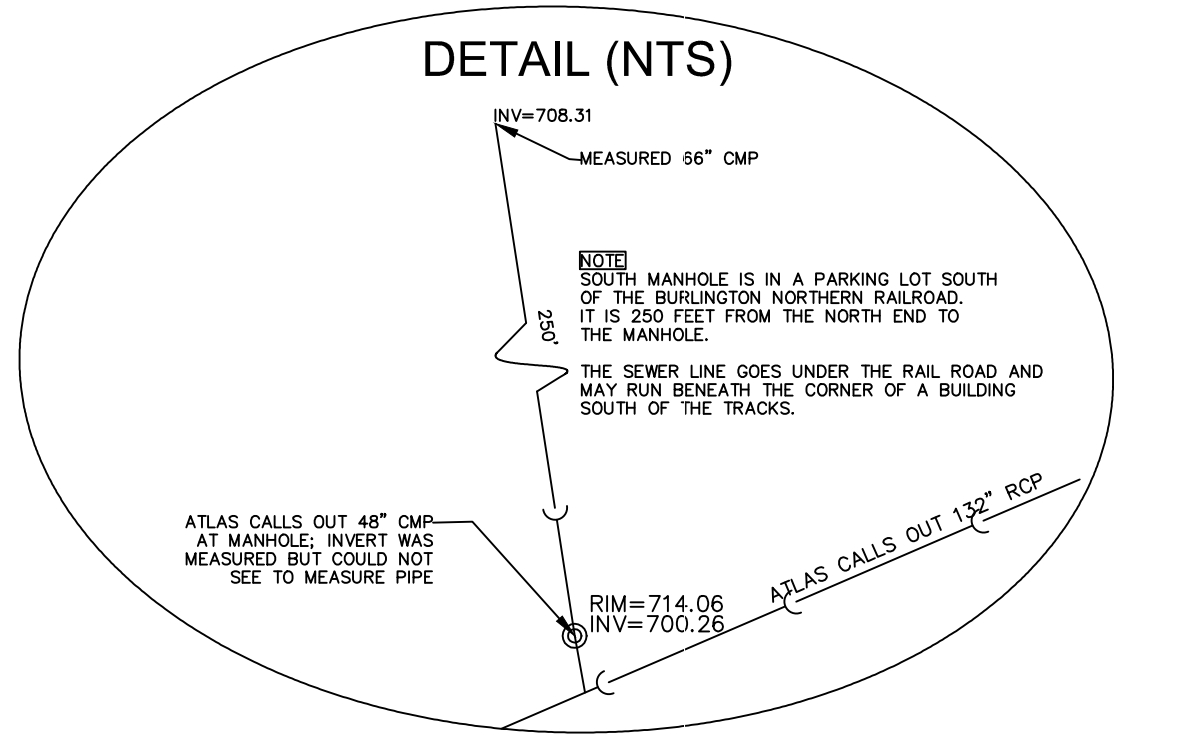 DETAIL (NTS)
INV=708.31
MEASURED 66" CMP
NOTE
SOUTH MANHOLE IS IN A PARKING LOT SOUTH
OF THE BURLINGTON NORTHERN RAILROAD.
IT IS 250 FEET FROM THE NORTH END TO
THE MANHOLE.
250'
THE SEWER LINE GOES UNDER THE RAIL ROAD AND
MAY RUN BENEATH THE CORNER OF A BUILDING
SOUTH OF THE TRACKS.
ATLAS CALLS OUT 132" RCP
ATLAS CALLS OUT 48" CMP
AT MANHOLE; INVERT WAS
MEASURED BUT COULD NOT
SEE TO MEASURE PIPE
RIM=714.06
INV=700.26